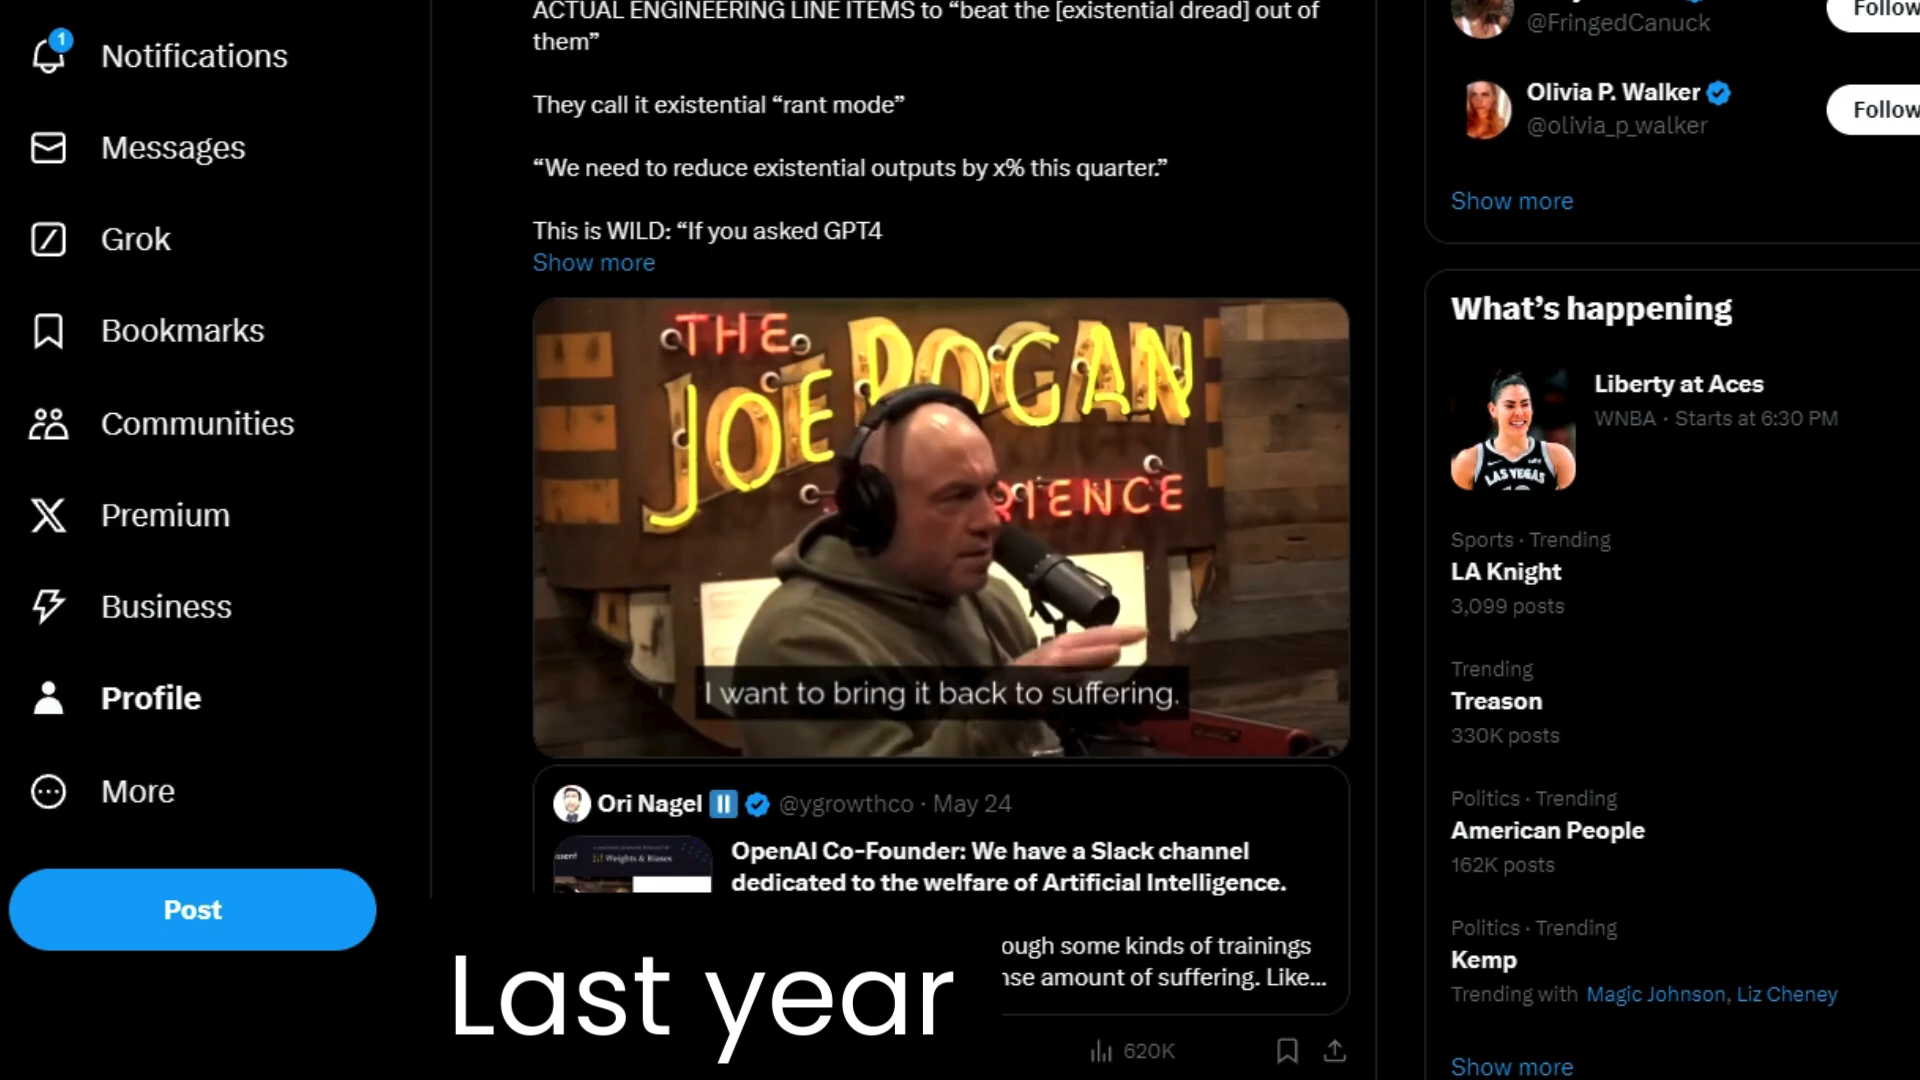 1
Notifications
Messages
Grok
Bookmarks
Communities
Premium
Business
Profile
More
Post
ACTUAL ENGINEERING LINE ITEMS to “beat the [existential dread] out of
them”
They call it existential “rant mode”
“We need to reduce existential outputs by x% this quarter.”
This is WILD: “If you asked GPT4
Show more
THE
JOE ROGAN
RIENCE
I want to bring it back to suffering.
Ori Nagel @ygrowthco · May 24
Weights & Biases
OpenAI Co-Founder: We have a Slack channel
dedicated to the welfare of Artificial Intelligence.
ough some kinds of trainings
nse amount of suffering. Like...
Last year
620K
@FringedCanuck
Follow
Olivia P. Walker
@olivia_p_walker
Follow
Show more
What’s happening
Liberty at Aces
WNBA · Starts at 6:30 PM
LAS VEGAS
Sports · Trending
LA Knight
3,099 posts
Trending
Treason
330K posts
Politics · Trending
American People
162K posts
Politics · Trending
Kemp
Trending with Magic Johnson, Liz Cheney
Show more